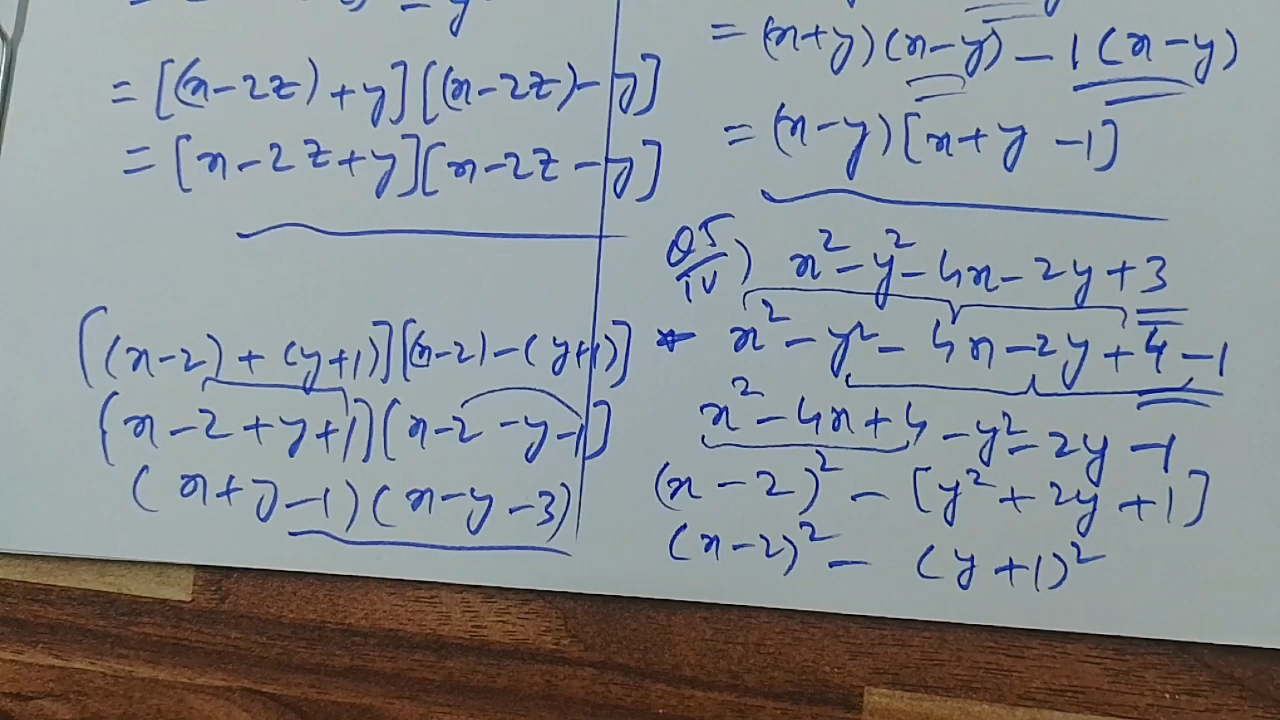 = [(x-2z)+y][(x-2z)-y]
= [x-2z+y][x-2z-y]
= (x+y)(x-y)-1(x-y)
= (x-y)[x+y-1]
Q5/iv) x²-y²-4x-2y+3
x²-y²-4x-2y+4-1
x²-4x+4-y²-2y-1
(x-2)²-[y²+2y+1]
(x-2)²-(y+1)²
[(x-2)+(y+1)][(x-2)-(y+1)]
(x-2+y+1](x-2-y-1]
(x+y-1)(x-y-3)